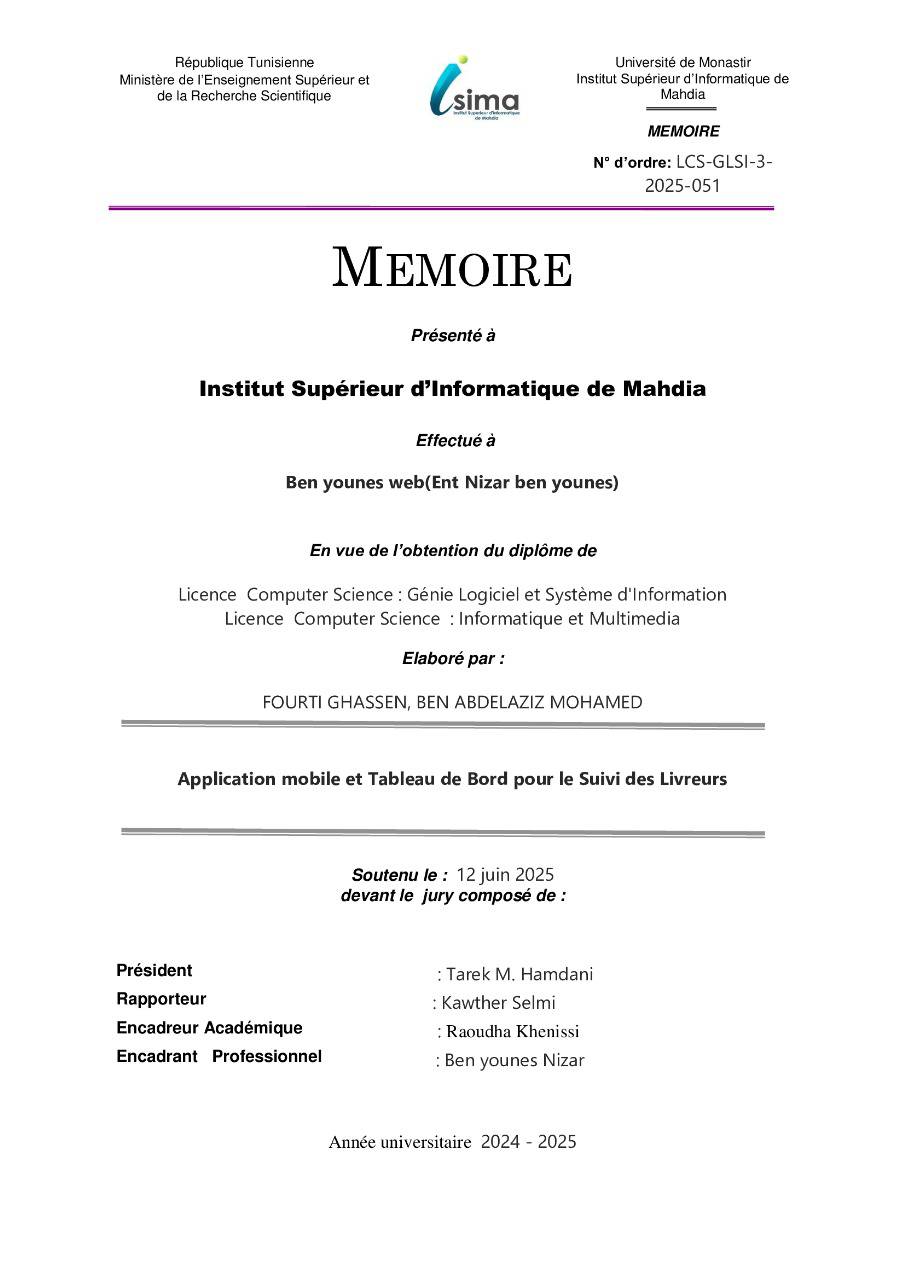 République Tunisienne
Ministère de l’Enseignement Supérieur et
de la Recherche Scientifique
isima
Institut Supérieur d'Informatique
de Mahdia
Université de Monastir
Institut Supérieur d’Informatique de
Mahdia
MEMOIRE
N° d’ordre: LCS-GLSI-3-
2025-051
MEMOIRE
Présenté à
Institut Supérieur d’Informatique de Mahdia
Effectué à
Ben younes web(Ent Nizar ben younes)
En vue de l’obtention du diplôme de
Licence Computer Science : Génie Logiciel et Système d'Information
Licence Computer Science : Informatique et Multimedia
Elaboré par :
FOURTI GHASSEN, BEN ABDELAZIZ MOHAMED
Application mobile et Tableau de Bord pour le Suivi des Livreurs
Soutenu le : 12 juin 2025
devant le jury composé de :
Président : Tarek M. Hamdani
Rapporteur : Kawther Selmi
Encadreur Académique : Raoudha Khenissi
Encadrant Professionnel : Ben younes Nizar
Année universitaire 2024 - 2025